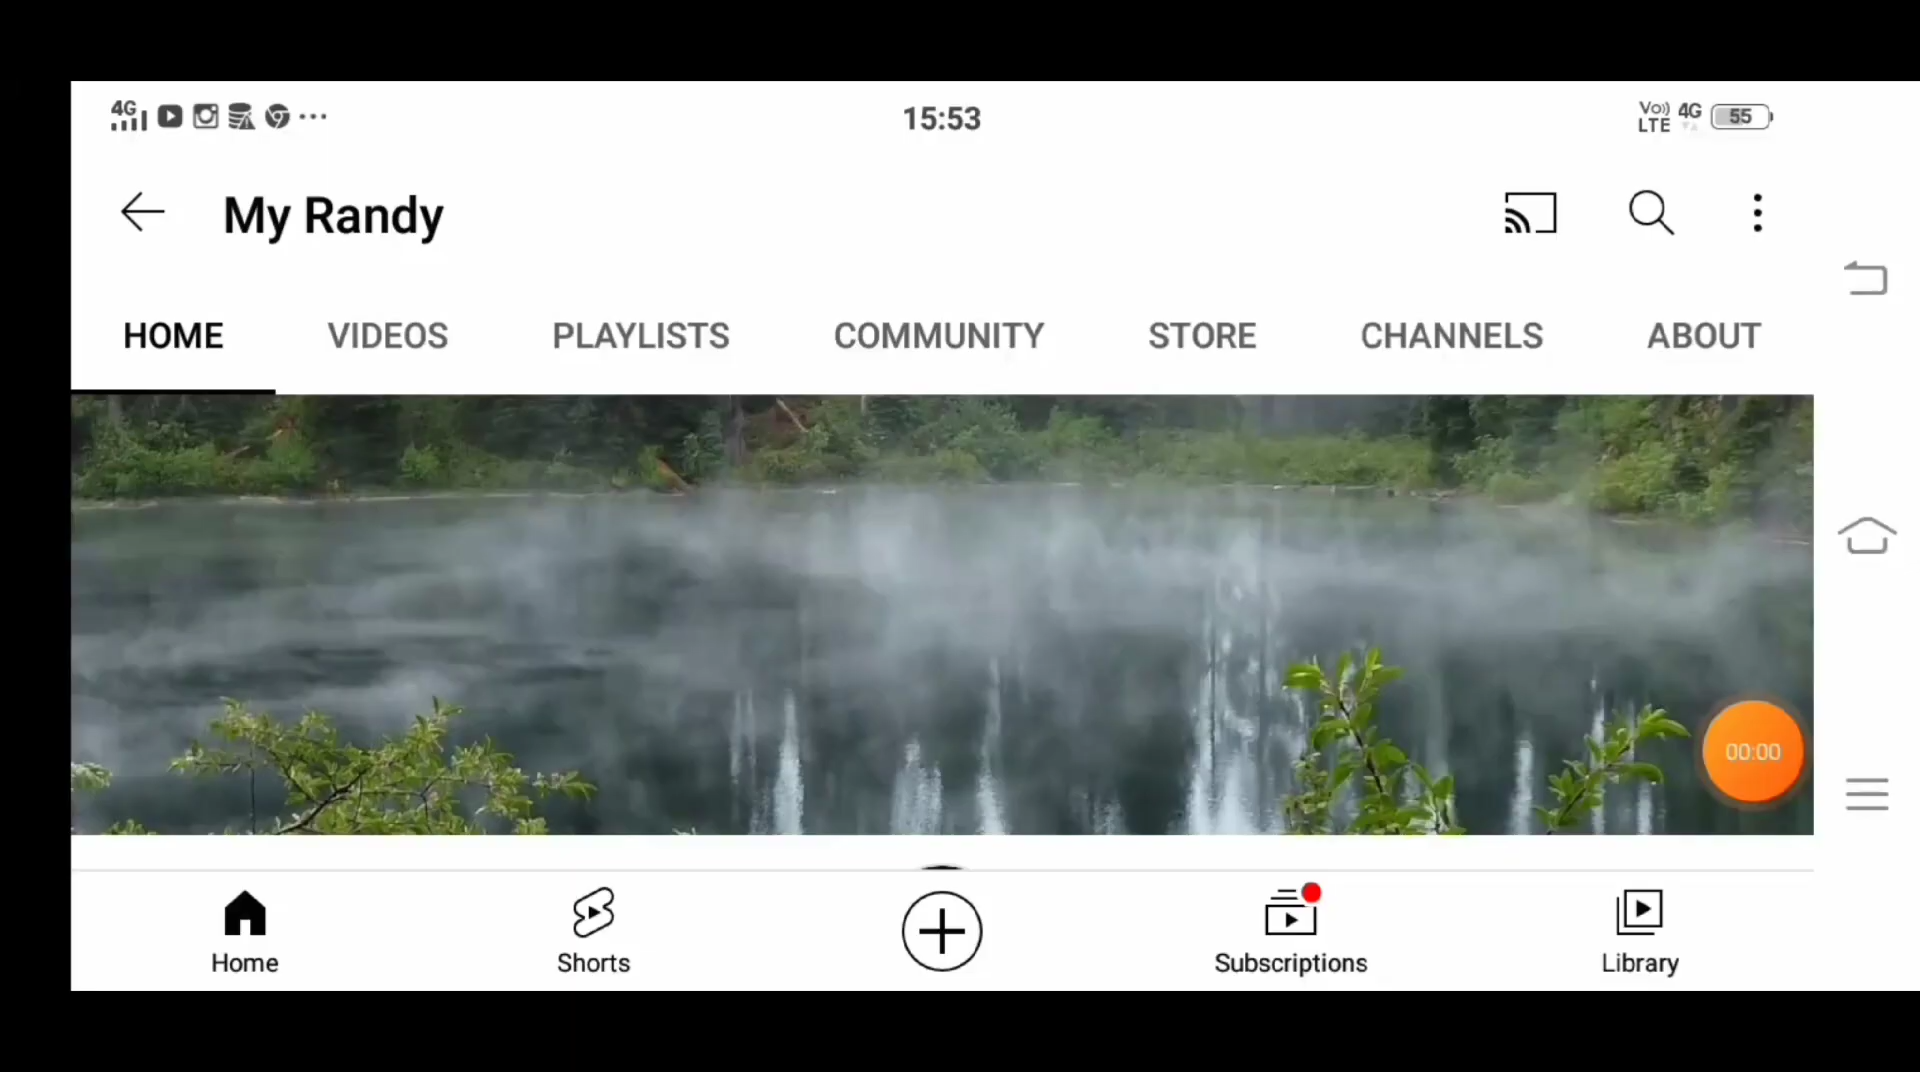 4G 15:53 Vo)) LTE 4G 55
My Randy
HOME VIDEOS PLAYLISTS COMMUNITY STORE CHANNELS ABOUT
00:00
Home Shorts Subscriptions Library